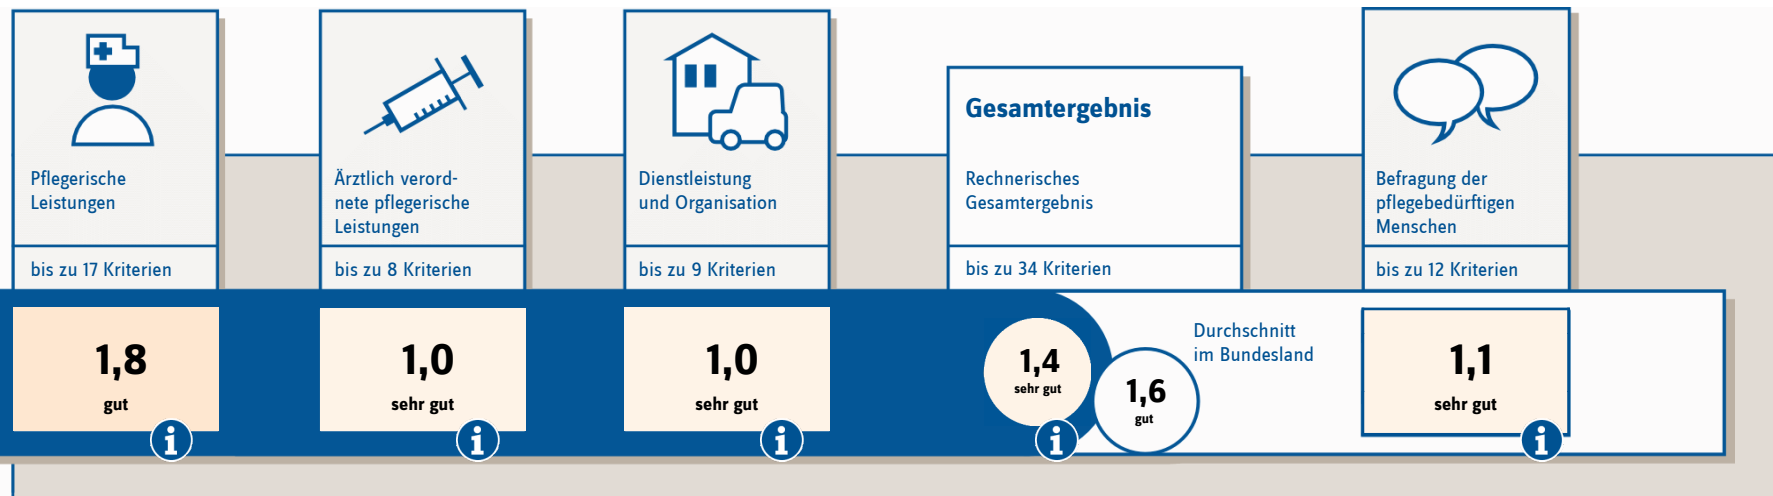 Pflegerische
Leistungen
bis zu 17 Kriterien
1,8
gut
Ärztlich verord-
nete pflegerische
Leistungen
bis zu 8 Kriterien
1,0
sehr gut
Dienstleistung
und Organisation
bis zu 9 Kriterien
1,0
sehr gut
Gesamtergebnis
Rechnerisches
Gesamtergebnis
bis zu 34 Kriterien
1,4
sehr gut
1,6
gut
Durchschnitt
im Bundesland
Befragung der
pflegebedürftigen
Menschen
bis zu 12 Kriterien
1,1
sehr gut